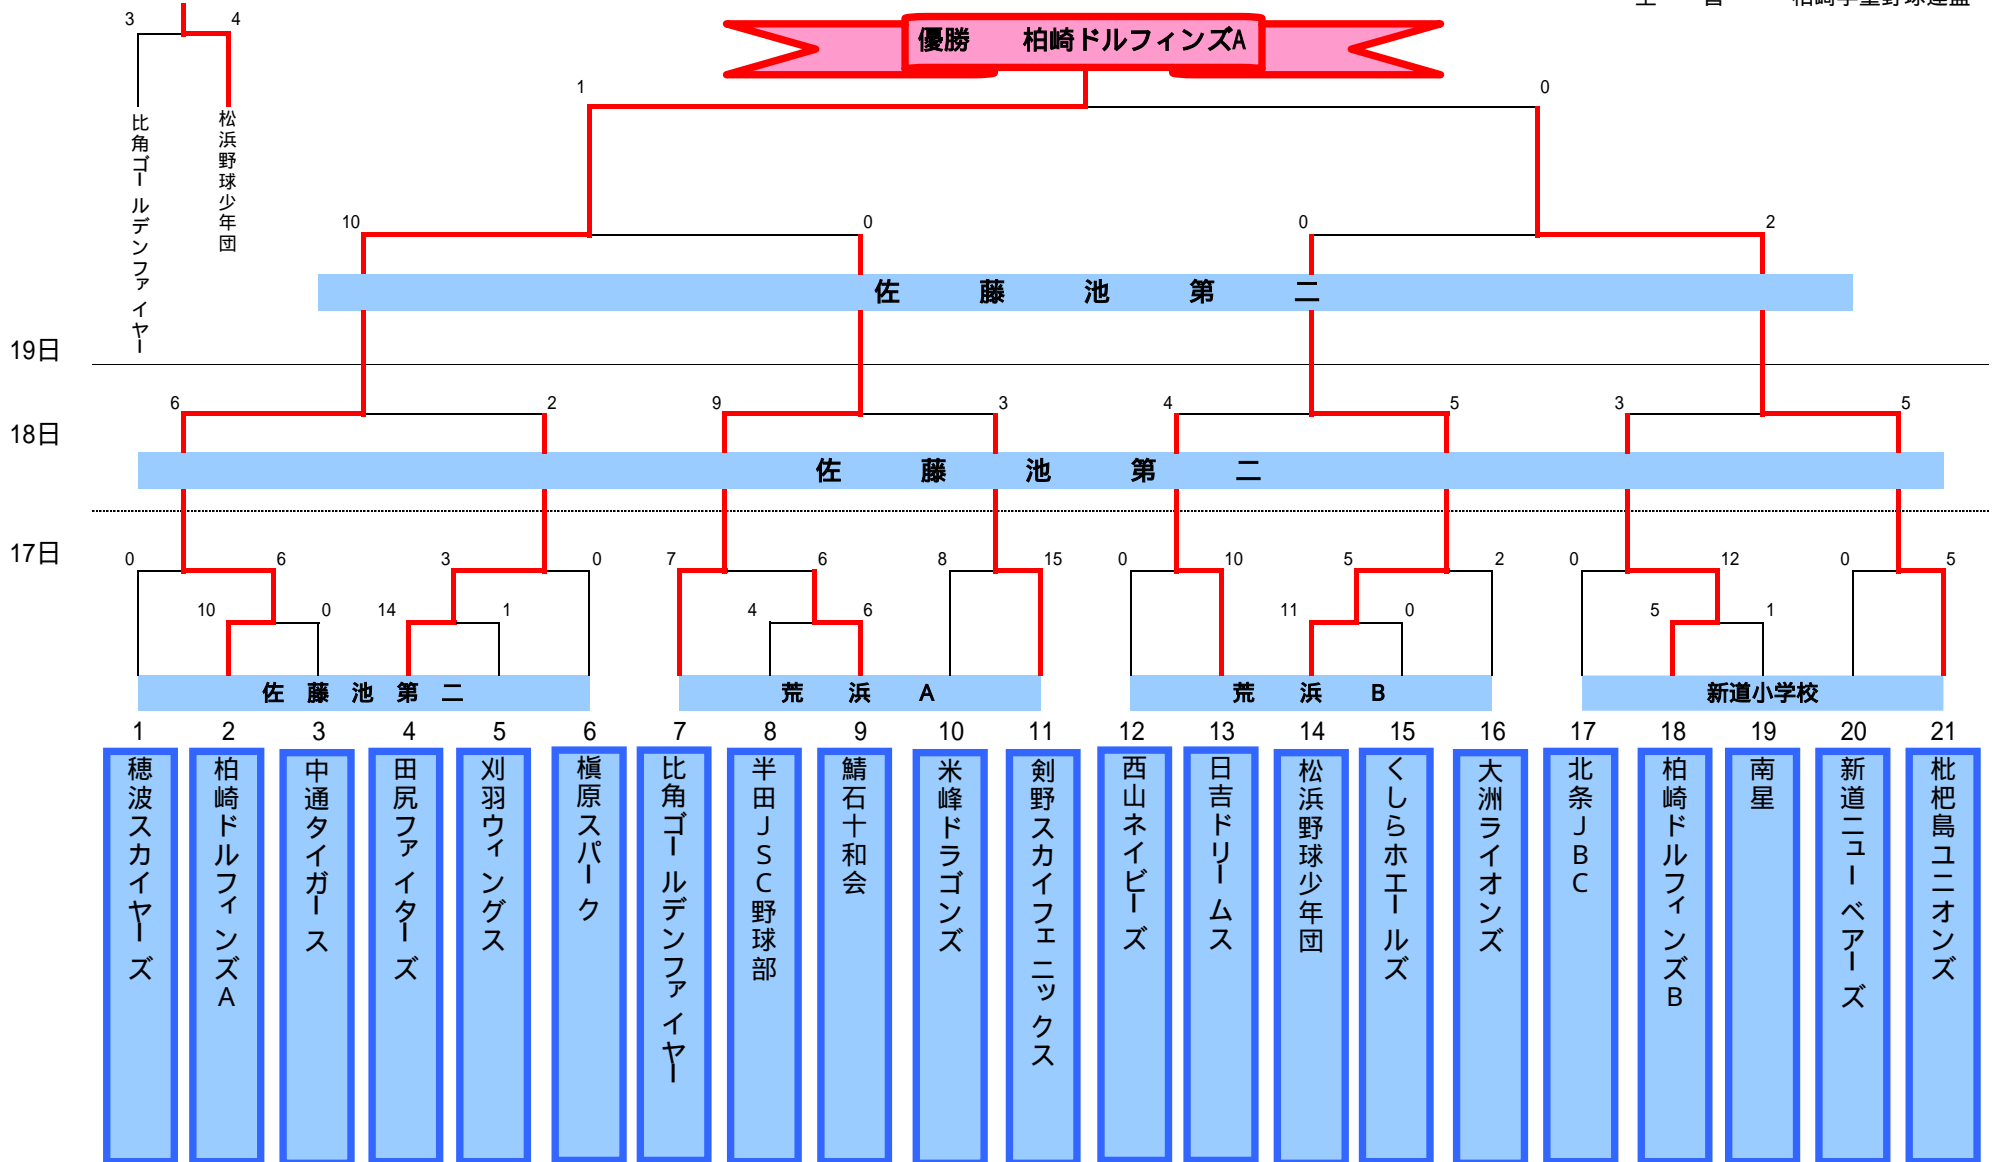 3 4
優勝 柏崎ドルフィンズA
1 0
比角ゴールデンファイヤー
松浜野球少年団
10 0 0 2
佐藤池第二
19日
6 2 9 3 4 5 3 5
18日
佐藤池第二
17日
0 6 3 0 7 6 8 15 0 10 5 2 0 12 0 5
10 0 14 1 4 6 11 0 5 1
佐藤池第二 荒浜A 荒浜B 新道小学校
1 2 3 4 5 6 7 8 9 10 11 12 13 14 15 16 17 18 19 20 21
穂波スカイヤーズ
柏崎ドルフィンズA
中通タイガース
田尻ファイターズ
刈羽ウィングス
槇原スパーク
比角ゴールデンファイヤー
半田JSC野球部
鯖石十和会
米峰ドラゴンズ
剣野スカイフェニックス
西山ネイビーズ
日吉ドリームス
松浜野球少年団
くじらホエールズ
大洲ライオンズ
北条JBC
柏崎ドルフィンズB
南星
新道ニューベアーズ
枇杷島ユニオンズ